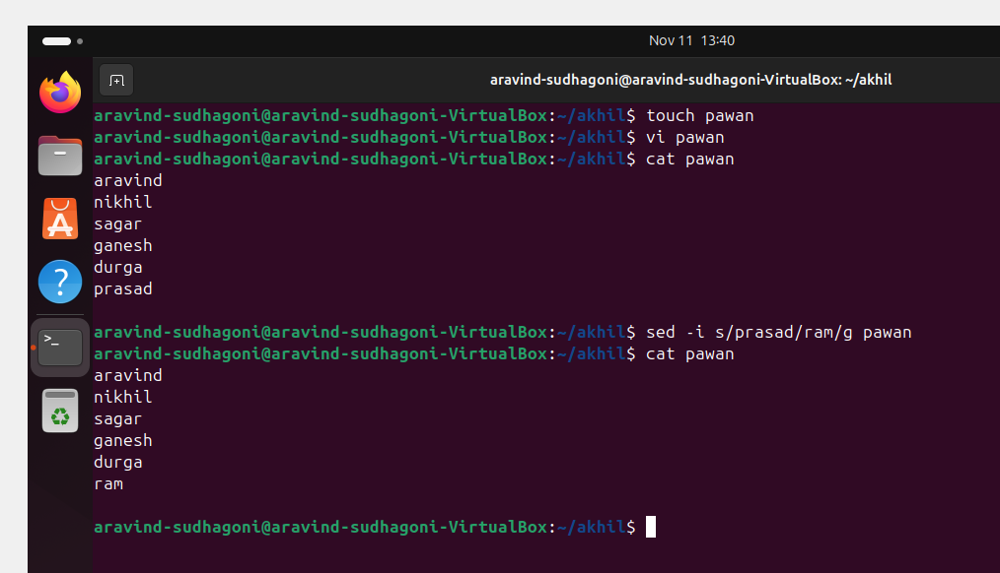 Nov 11 13:40
aravind-sudhagoni@aravind-sudhagoni-VirtualBox: ~/akhil
aravind-sudhagoni@aravind-sudhagoni-VirtualBox:~/akhil$ touch pawan
aravind-sudhagoni@aravind-sudhagoni-VirtualBox:~/akhil$ vi pawan
aravind-sudhagoni@aravind-sudhagoni-VirtualBox:~/akhil$ cat pawan
aravind
nikhil
sagar
ganesh
durga
prasad
aravind-sudhagoni@aravind-sudhagoni-VirtualBox:~/akhil$ sed -i s/prasad/ram/g pawan
aravind-sudhagoni@aravind-sudhagoni-VirtualBox:~/akhil$ cat pawan
aravind
nikhil
sagar
ganesh
durga
ram
aravind-sudhagoni@aravind-sudhagoni-VirtualBox:~/akhil$